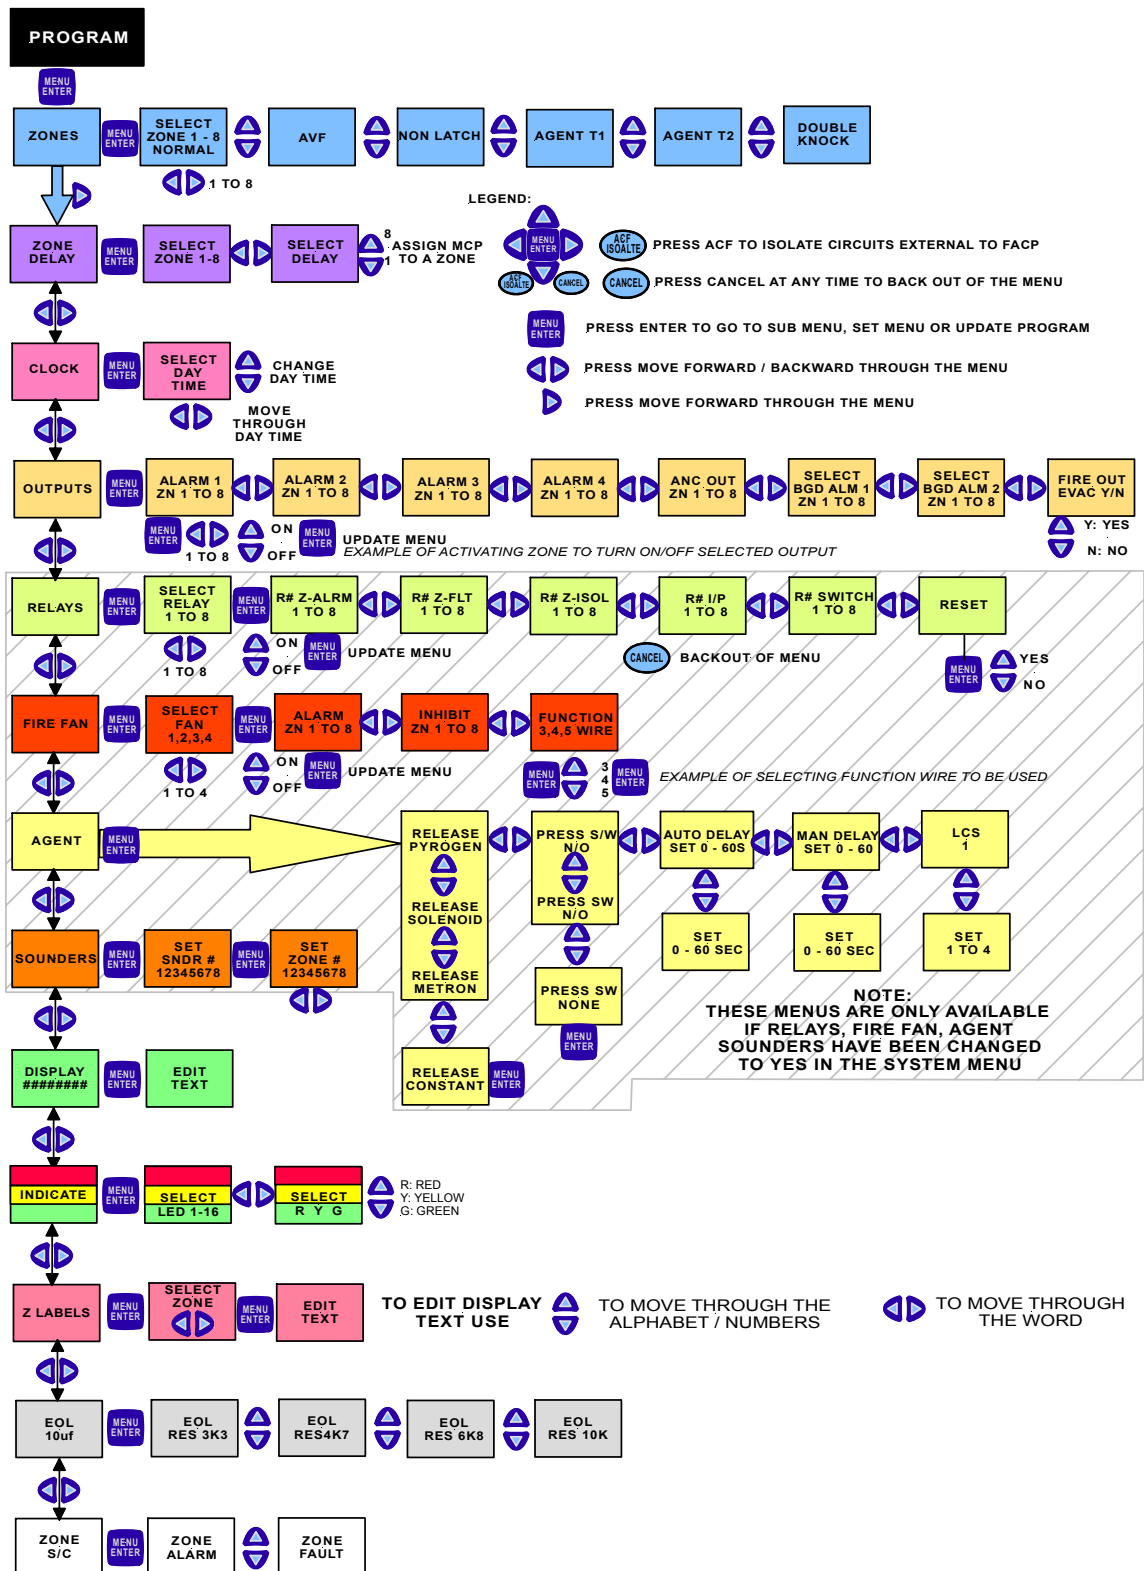 PROGRAM
MENU
ENTER
ZONES
MENU
ENTER
SELECT
ZONE 1 - 8
NORMAL
AVF
NON LATCH
AGENT T1
AGENT T2
DOUBLE
KNOCK
1 TO 8
LEGEND:
ZONE
DELAY
MENU
ENTER
SELECT
ZONE 1-8
SELECT
DELAY
8
1
ASSIGN MCP
TO A ZONE
MENU
ENTER
ACF
ISOALTE
CANCEL
ACF
ISOALTE
PRESS ACF TO ISOLATE CIRCUITS EXTERNAL TO FACP
CANCEL
PRESS CANCEL AT ANY TIME TO BACK OUT OF THE MENU
MENU
ENTER
PRESS ENTER TO GO TO SUB MENU, SET MENU OR UPDATE PROGRAM
PRESS MOVE FORWARD / BACKWARD THROUGH THE MENU
PRESS MOVE FORWARD THROUGH THE MENU
CLOCK
MENU
ENTER
SELECT
DAY
TIME
CHANGE
DAY TIME
MOVE
THROUGH
DAY TIME
OUTPUTS
MENU
ENTER
ALARM 1
ZN 1 TO 8
ALARM 2
ZN 1 TO 8
ALARM 3
ZN 1 TO 8
ALARM 4
ZN 1 TO 8
ANC OUT
ZN 1 TO 8
SELECT
BGD ALM 1
ZN 1 TO 8
SELECT
BGD ALM 2
ZN 1 TO 8
FIRE OUT
EVAC Y/N
MENU
ENTER
1 TO 8
ON
OFF
MENU
ENTER
UPDATE MENU
EXAMPLE OF ACTIVATING ZONE TO TURN ON/OFF SELECTED OUTPUT
Y: YES
N: NO
RELAYS
MENU
ENTER
SELECT
RELAY
1 TO 8
MENU
ENTER
R# Z-ALRM
1 TO 8
R# Z-FLT
1 TO 8
R# Z-ISOL
1 TO 8
R# I/P
1 TO 8
R# SWITCH
1 TO 8
RESET
1 TO 8
ON
OFF
MENU
ENTER
UPDATE MENU
CANCEL
BACKOUT OF MENU
MENU
ENTER
YES
NO
FIRE FAN
MENU
ENTER
SELECT
FAN
1,2,3,4
MENU
ENTER
ALARM
ZN 1 TO 8
INHIBIT
ZN 1 TO 8
FUNCTION
3,4,5 WIRE
1 TO 4
ON
OFF
MENU
ENTER
UPDATE MENU
MENU
ENTER
3
4
5
MENU
ENTER
EXAMPLE OF SELECTING FUNCTION WIRE TO BE USED
AGENT
MENU
ENTER
RELEASE
PYROGEN
RELEASE
SOLENOID
RELEASE
METRON
RELEASE
CONSTANT
MENU
ENTER
PRESS S/W
N/O
PRESS SW
N/O
PRESS SW
NONE
MENU
ENTER
AUTO DELAY
SET 0 - 60S
SET
0 - 60 SEC
MAN DELAY
SET 0 - 60
SET
0 - 60 SEC
LCS
1
SET
1 TO 4
SOUNDERS
MENU
ENTER
SET
SNDR #
12345678
MENU
ENTER
SET
ZONE #
12345678
NOTE:
THESE MENUS ARE ONLY AVAILABLE
IF RELAYS, FIRE FAN, AGENT
SOUNDERS HAVE BEEN CHANGED
TO YES IN THE SYSTEM MENU
DISPLAY
########
MENU
ENTER
EDIT
TEXT
INDICATE
MENU
ENTER
SELECT
LED 1-16
SELECT
R Y G
R: RED
Y: YELLOW
G: GREEN
Z LABELS
MENU
ENTER
SELECT
ZONE
MENU
ENTER
EDIT
TEXT
TO EDIT DISPLAY
TEXT USE
TO MOVE THROUGH THE
ALPHABET / NUMBERS
TO MOVE THROUGH
THE WORD
EOL
10uf
MENU
ENTER
EOL
RES 3K3
EOL
RES4K7
EOL
RES 6K8
EOL
RES 10K
ZONE
S/C
MENU
ENTER
ZONE
ALARM
ZONE
FAULT